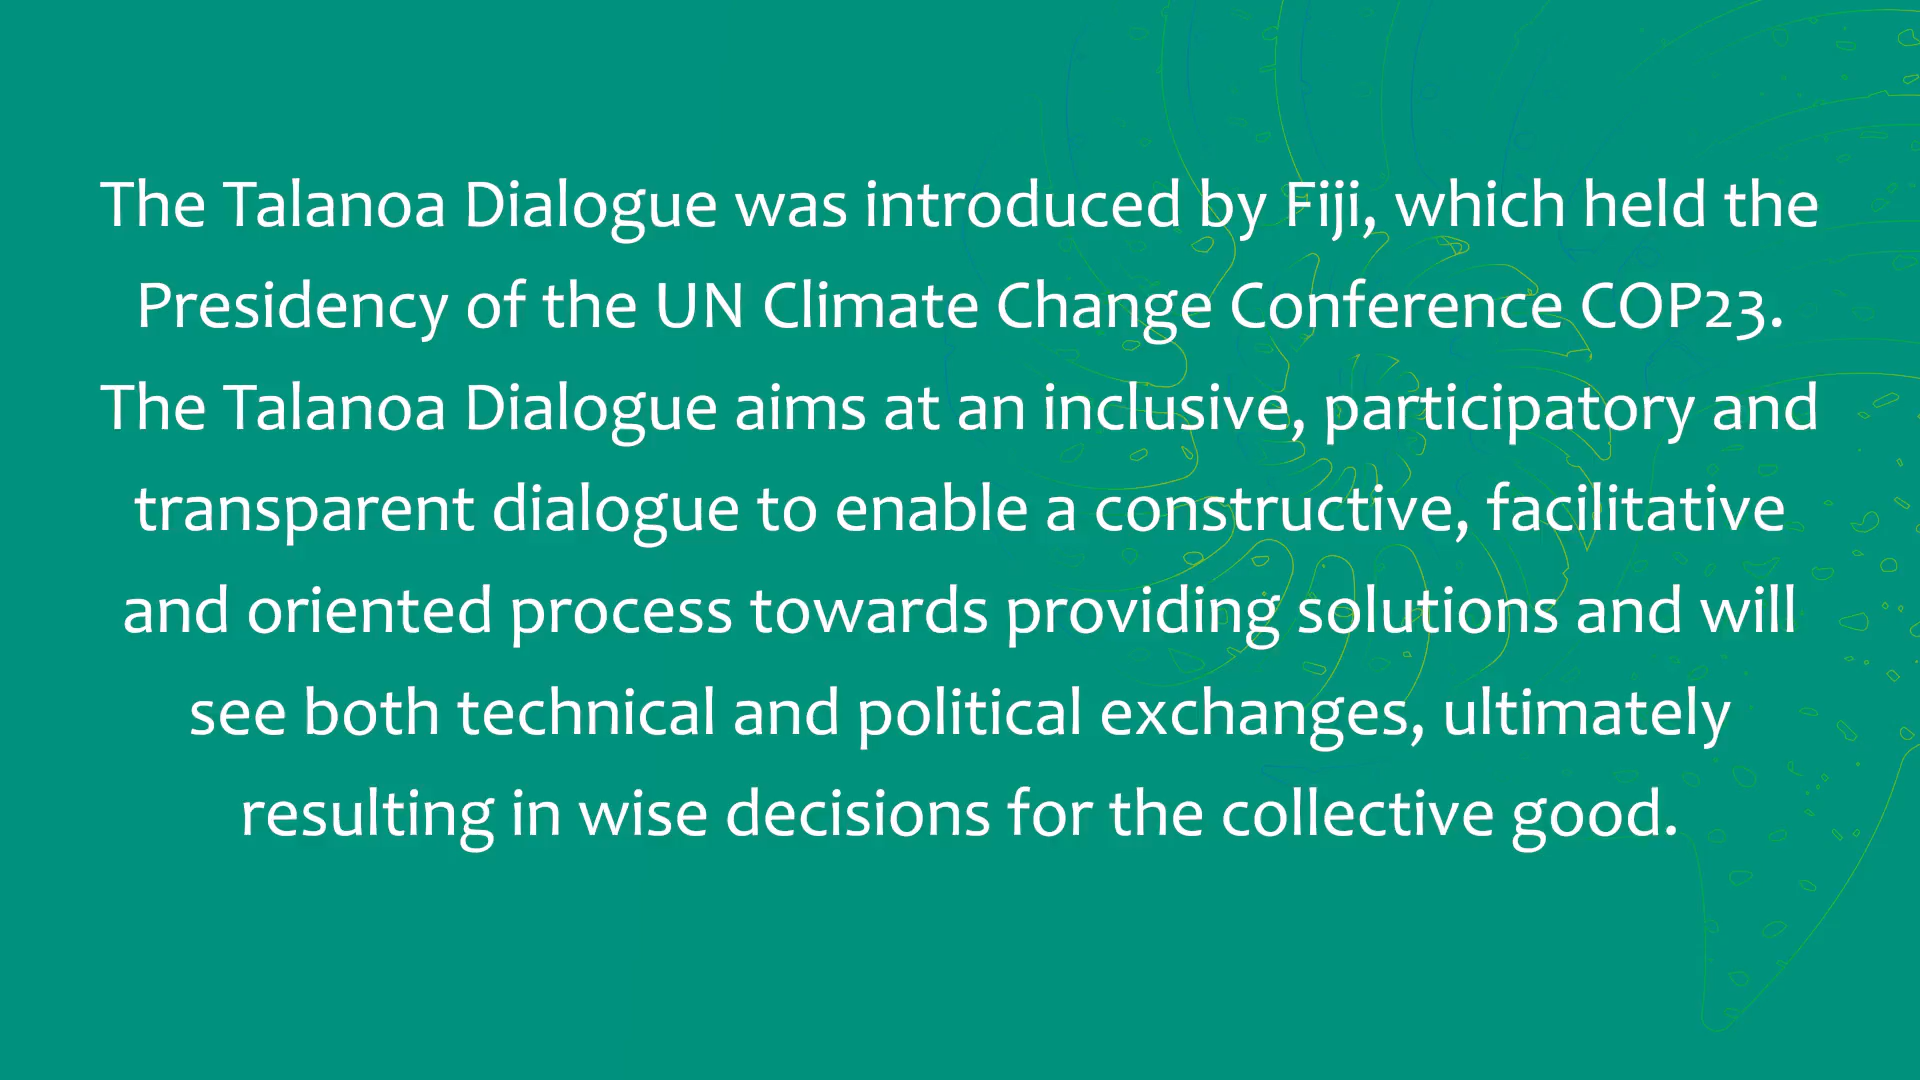 The Talanoa Dialogue was introduced by Fiji, which held the
Presidency of the UN Climate Change Conference COP23.
The Talanoa Dialogue aims at an inclusive, participatory and
transparent dialogue to enable a constructive, facilitative
and oriented process towards providing solutions and will
see both technical and political exchanges, ultimately
resulting in wise decisions for the collective good.